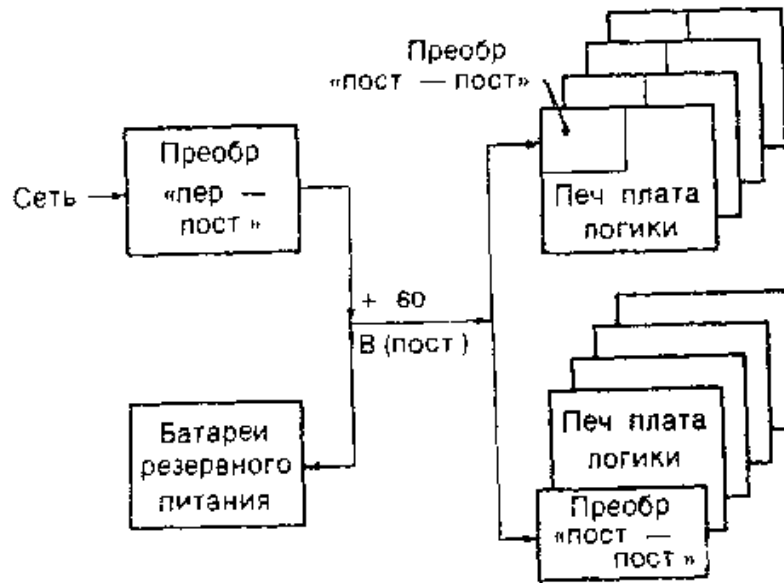 Преобр
«пост — пост»
Преобр
«пер —
пост»
Сеть
Печ плата
логики
+ 60
В (пост)
Батареи
резервного
питания
Печ плата
логики
Преобр
«пост —
пост»